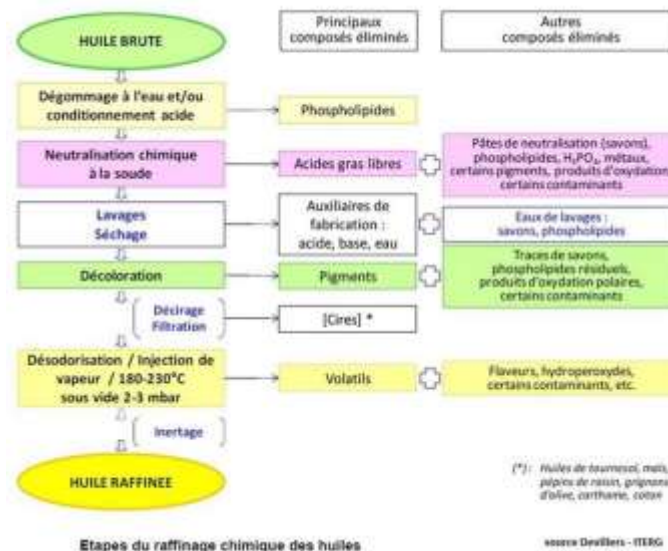 Principaux
composés éliminés
Autres
composés éliminés
HUILE BRUTE
Dégommage à l'eau et/ou
conditionnement acide
Phospholipides
Neutralisation chimique
à la soude
Acides gras libres
Pâtes de neutralisation (savons),
phospholipides, H₃PO₄, métaux,
certains pigments, produits d'oxydation
certains contaminants
Lavages
Séchage
Auxiliaires de
fabrication :
acide, base, eau
Eaux de lavages :
savons, phospholipides
Décoloration
Pigments
Traces de savons,
phospholipides résiduels,
produits d'oxydation polaires,
certains contaminants
Décirage
Filtration
[Cires] *
Désodorisation / Injection de
vapeur / 180-230°C
sous vide 2-3 mbar
Volatils
Flaveurs, hydroperoxydes,
certains contaminants, etc.
Inertage
HUILE RAFFINEE
(*) : Huiles de tournesol, maïs,
pépins de raisin, grignons
d'olive, carthame, coton
Etapes du raffinage chimique des huiles
source Devillers - ITERG